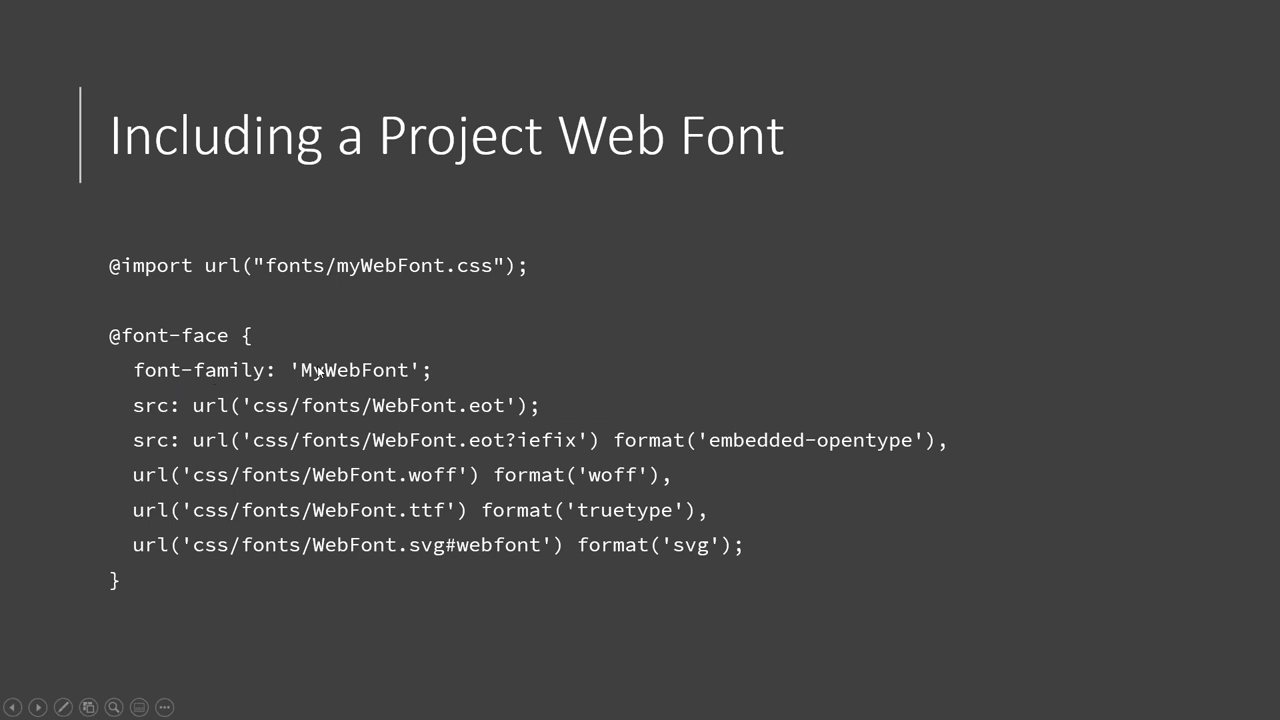 Including a Project Web Font
@import url("fonts/myWebFont.css");
@font-face {
font-family: 'MyWebFont';
src: url('css/fonts/WebFont.eot');
src: url('css/fonts/WebFont.eot?iefix') format('embedded-opentype'),
url('css/fonts/WebFont.woff') format('woff'),
url('css/fonts/WebFont.ttf') format('truetype'),
url('css/fonts/WebFont.svg#webfont') format('svg');
}